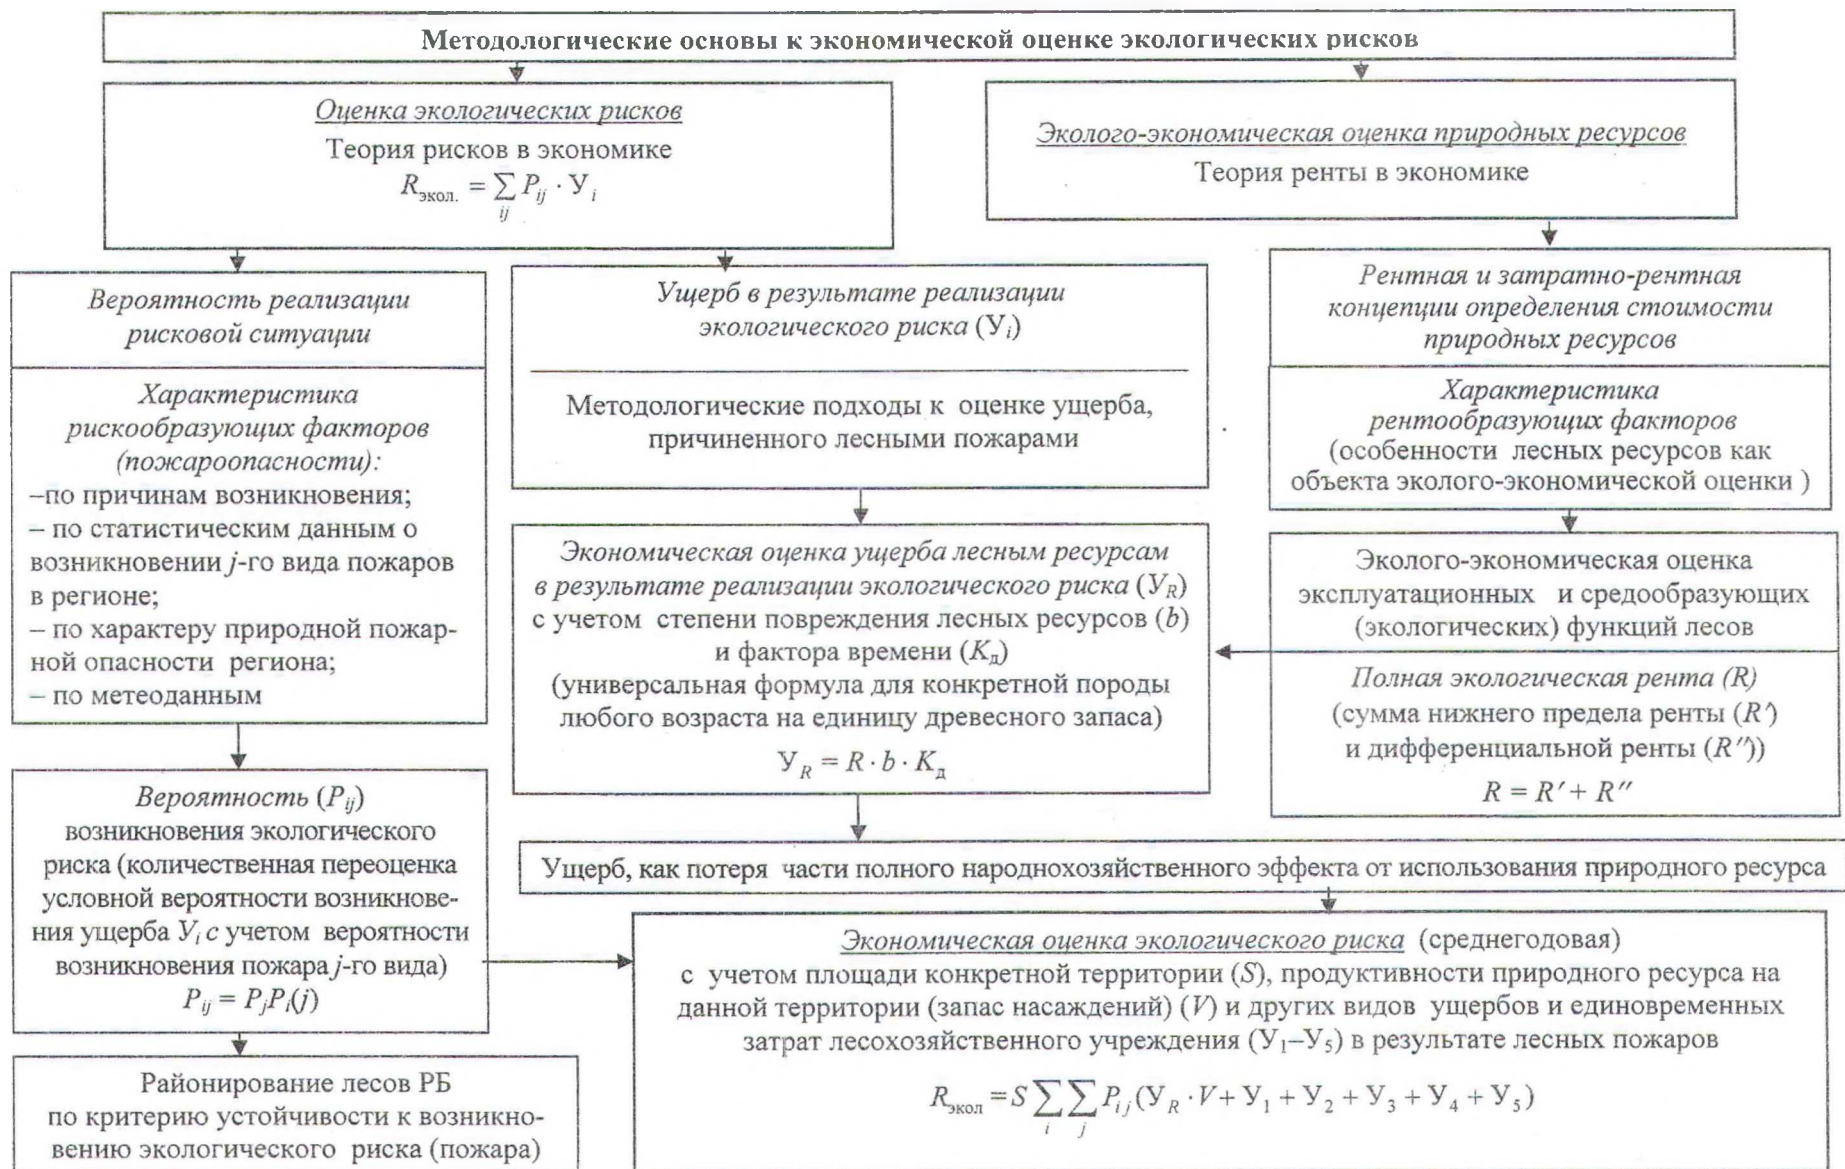 Методологические основы к экономической оценке экологических рисков
Оценка экологических рисков
Теория рисков в экономике
R_экол. = ∑_ij P_ij · У_i
Эколого-экономическая оценка природных ресурсов
Теория ренты в экономике
Вероятность реализации
рисковой ситуации
Характеристика
рискообразующих факторов
(пожароопасности):
–по причинам возникновения;
– по статистическим данным о
возникновении j-го вида пожаров
в регионе;
– по характеру природной пожар-
ной опасности региона;
– по метеоданным
Ущерб в результате реализации
экологического риска (У_i)
Методологические подходы к оценке ущерба,
причиненного лесными пожарами
Рентная и затратно-рентная
концепции определения стоимости
природных ресурсов
Характеристика
рентообразующих факторов
(особенности лесных ресурсов как
объекта эколого-экономической оценки )
Экономическая оценка ущерба лесным ресурсам
в результате реализации экологического риска (У_R)
с учетом степени повреждения лесных ресурсов (b)
и фактора времени (K_д)
(универсальная формула для конкретной породы
любого возраста на единицу древесного запаса)
У_R = R · b · K_д
Эколого-экономическая оценка
эксплуатационных и средообразующих
(экологических) функций лесов
Полная экологическая рента (R)
(сумма нижнего предела ренты (R′)
и дифференциальной ренты (R″))
R = R′ + R″
Вероятность (P_ij)
возникновения экологического
риска (количественная переоценка
условной вероятности возникнове-
ния ущерба У_i с учетом вероятности
возникновения пожара j-го вида)
P_ij = P_jP_i(j)
Ущерб, как потеря части полного народнохозяйственного эффекта от использования природного ресурса
Экономическая оценка экологического риска (среднегодовая)
с учетом площади конкретной территории (S), продуктивности природного ресурса на
данной территории (запас насаждений) (V) и других видов ущербов и единовременных
затрат лесохозяйственного учреждения (У₁–У₅) в результате лесных пожаров
R_экол = S ∑_i ∑_j P_ij (У_R · V + У₁ + У₂ + У₃ + У₄ + У₅)
Районирование лесов РБ
по критерию устойчивости к возникно-
вению экологического риска (пожара)